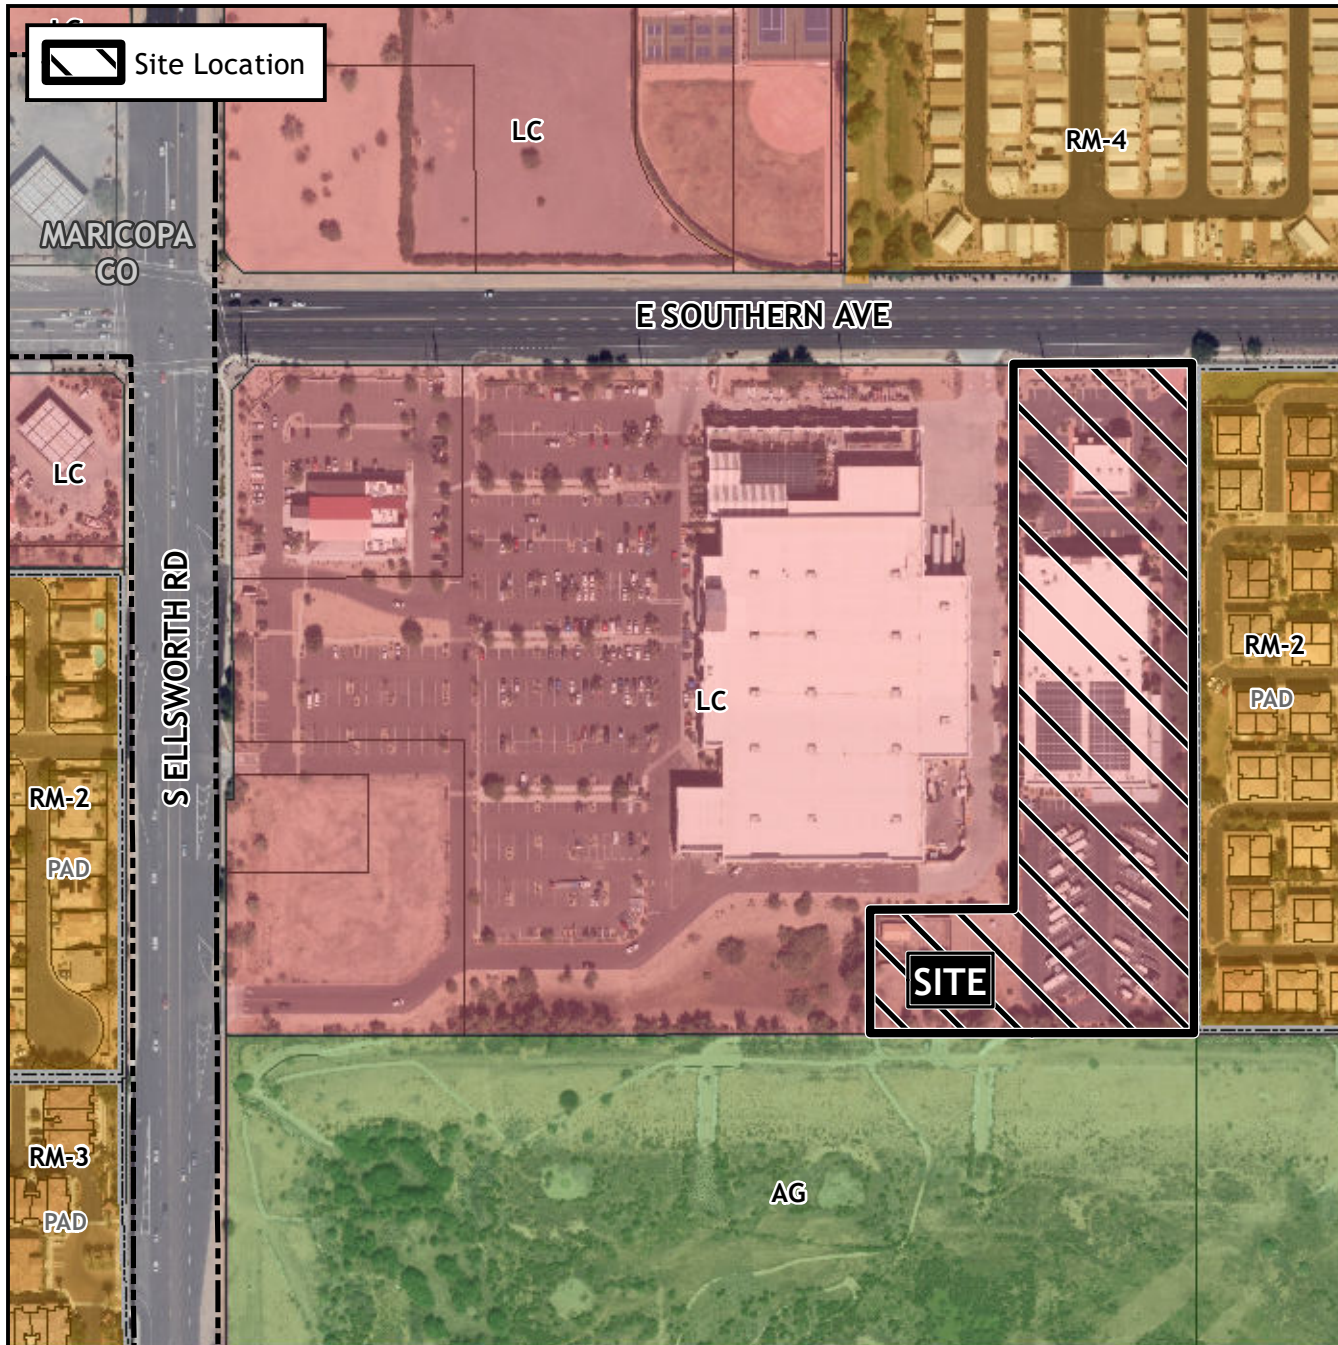 LC
Site Location
LC
RM-4
MARICOPA
CO
E SOUTHERN AVE
LC
S ELLSWORTH RD
RM-2
PAD
LC
RM-2
PAD
SITE
RM-3
PAD
AG